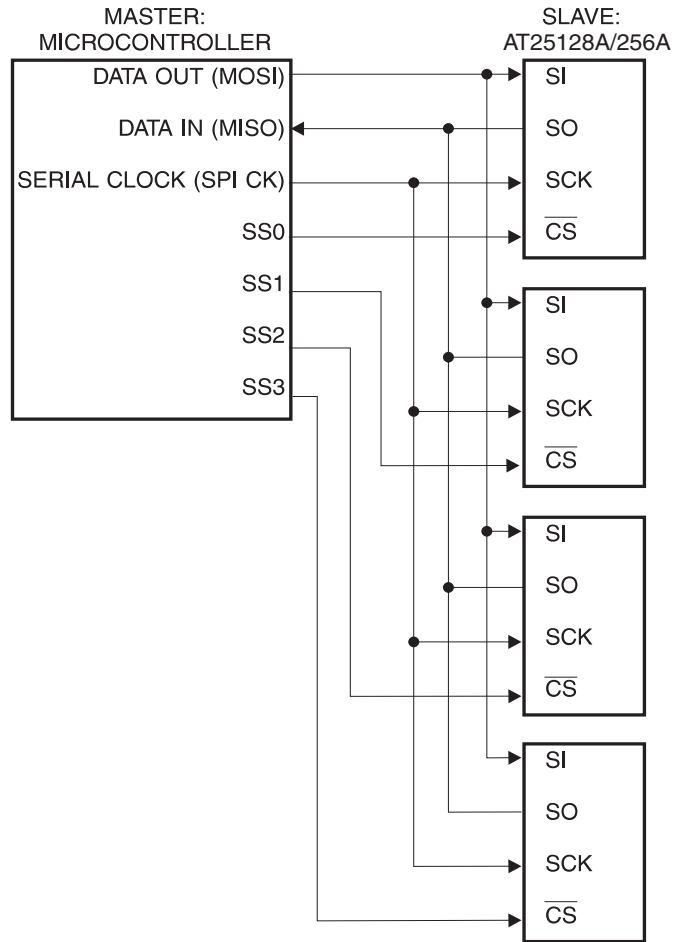 MASTER:
MICROCONTROLLER
DATA OUT (MOSI)
DATA IN (MISO)
SERIAL CLOCK (SPI CK)
SS0
SS1
SS2
SS3
SLAVE:
AT25128A/256A
SI
SO
SCK
CS
SI
SO
SCK
CS
SI
SO
SCK
CS
SI
SO
SCK
CS